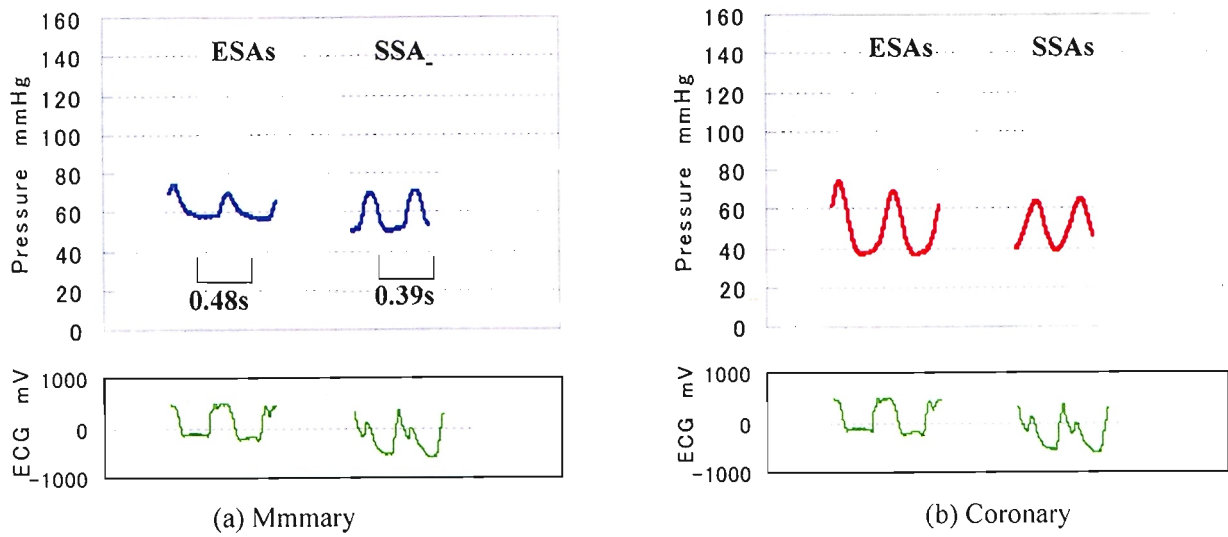 160
140
120
100
80
60
40
20
0
Pressure mmHg
ESAs SSA_
0.48s 0.39s
1000
0
-1000
ECG mV
(a) Mmmary
160
140
120
100
80
60
40
20
0
Pressure mmHg
ESAs SSAs
1000
0
-1000
ECG mV
(b) Coronary